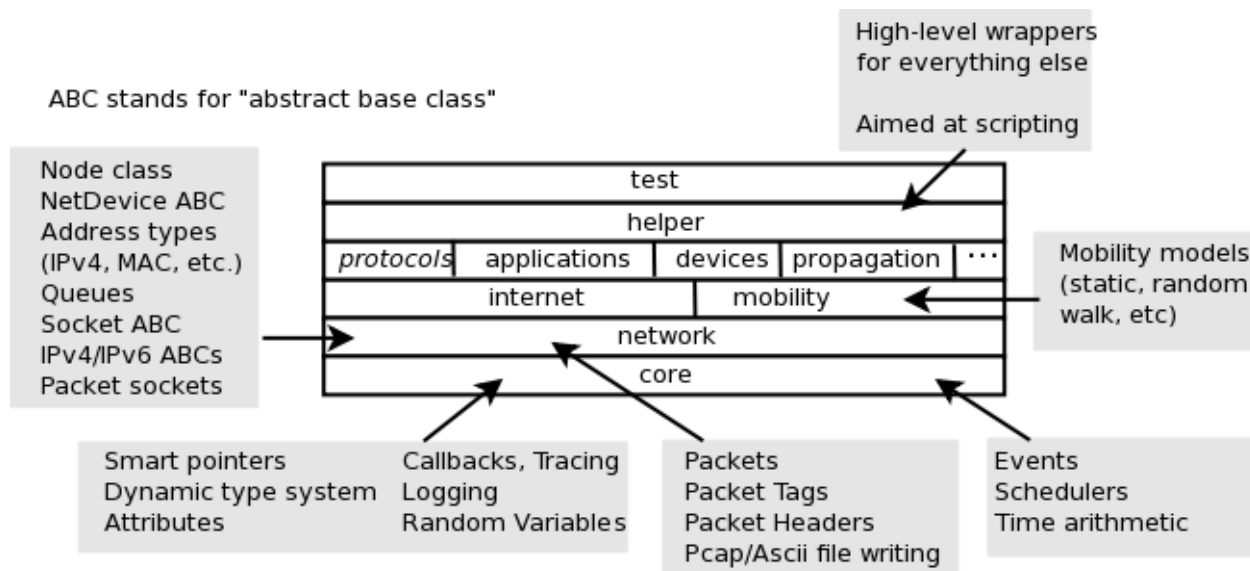 High-level wrappers
for everything else
Aimed at scripting
ABC stands for "abstract base class"
Node class
NetDevice ABC
Address types
(IPv4, MAC, etc.)
Queues
Socket ABC
IPv4/IPv6 ABCs
Packet sockets
test
helper
protocols applications devices propagation ...
internet mobility
network
core
Mobility models
(static, random
walk, etc)
Smart pointers Callbacks, Tracing
Dynamic type system Logging
Attributes Random Variables
Packets
Packet Tags
Packet Headers
Pcap/Ascii file writing
Events
Schedulers
Time arithmetic